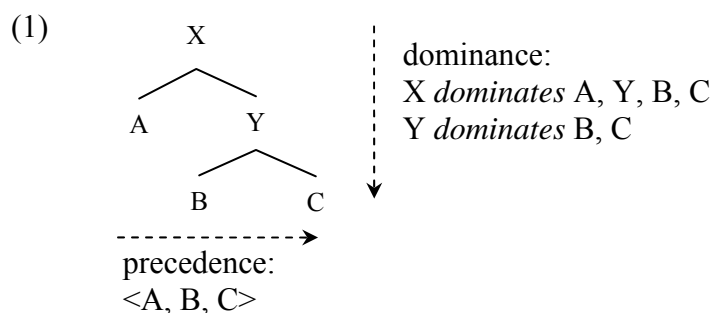 (1)
X
A Y
B C
dominance:
X dominates A, Y, B, C
Y dominates B, C
precedence:
<A, B, C>